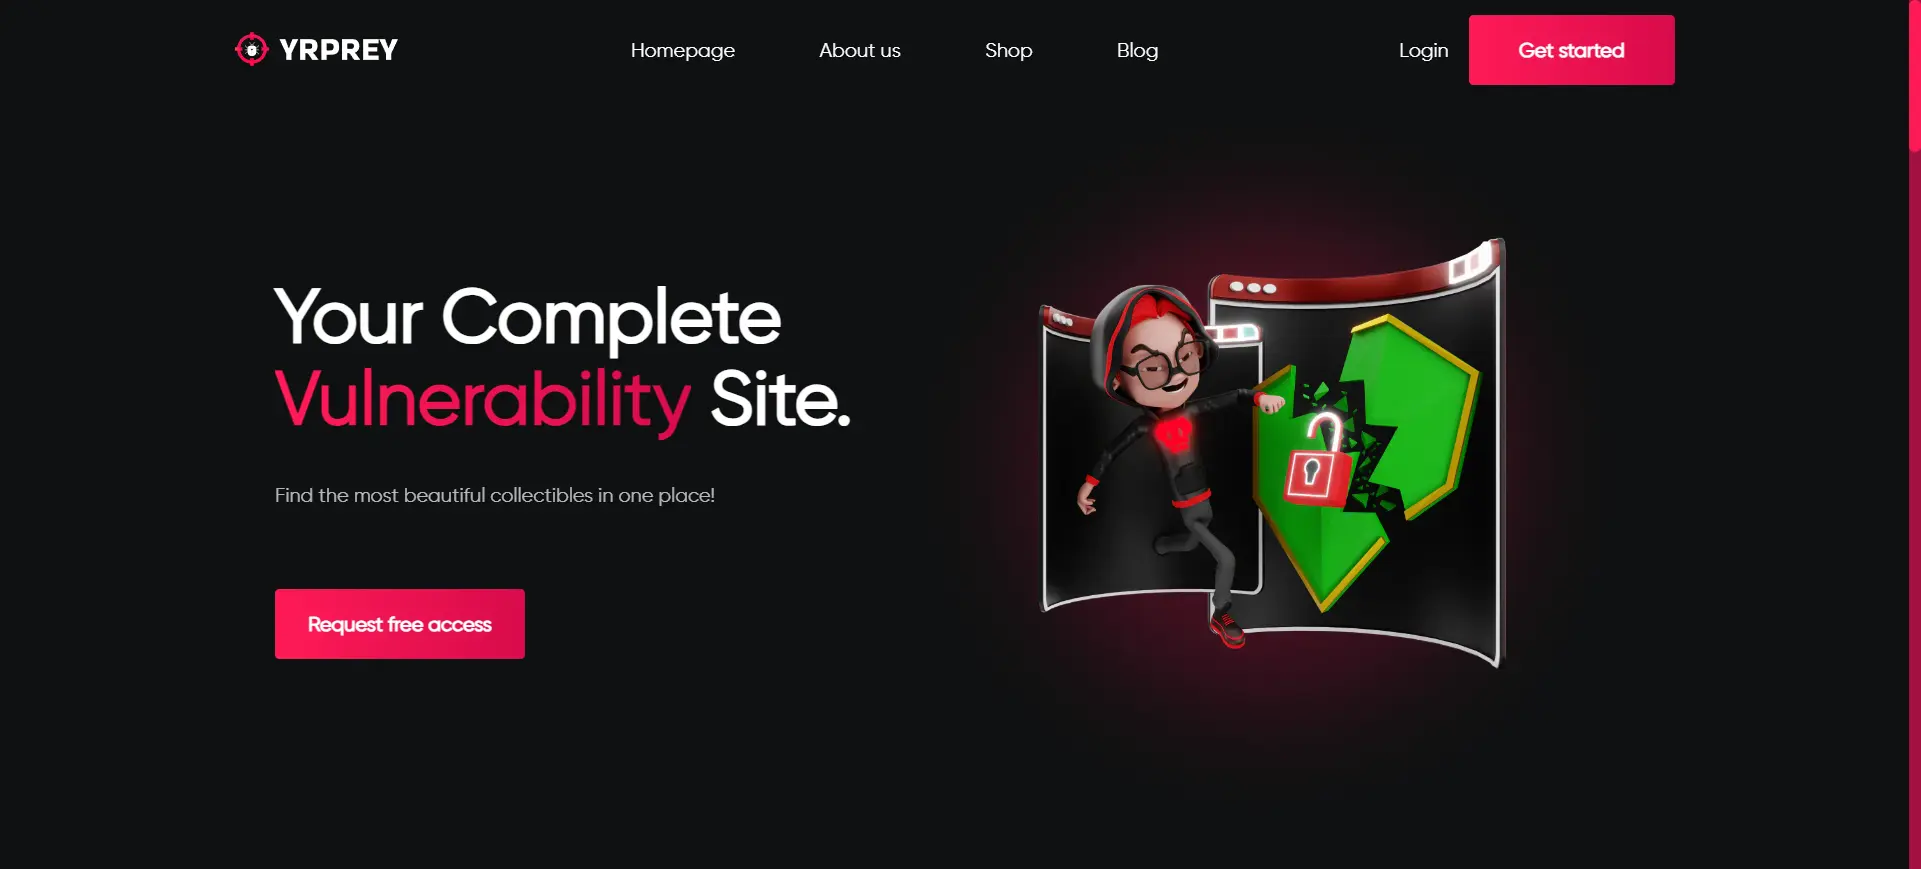 YRPREY
Homepage
About us
Shop
Blog
Login
Get started
Your Complete
Vulnerability Site.
Find the most beautiful collectibles in one place!
Request free access